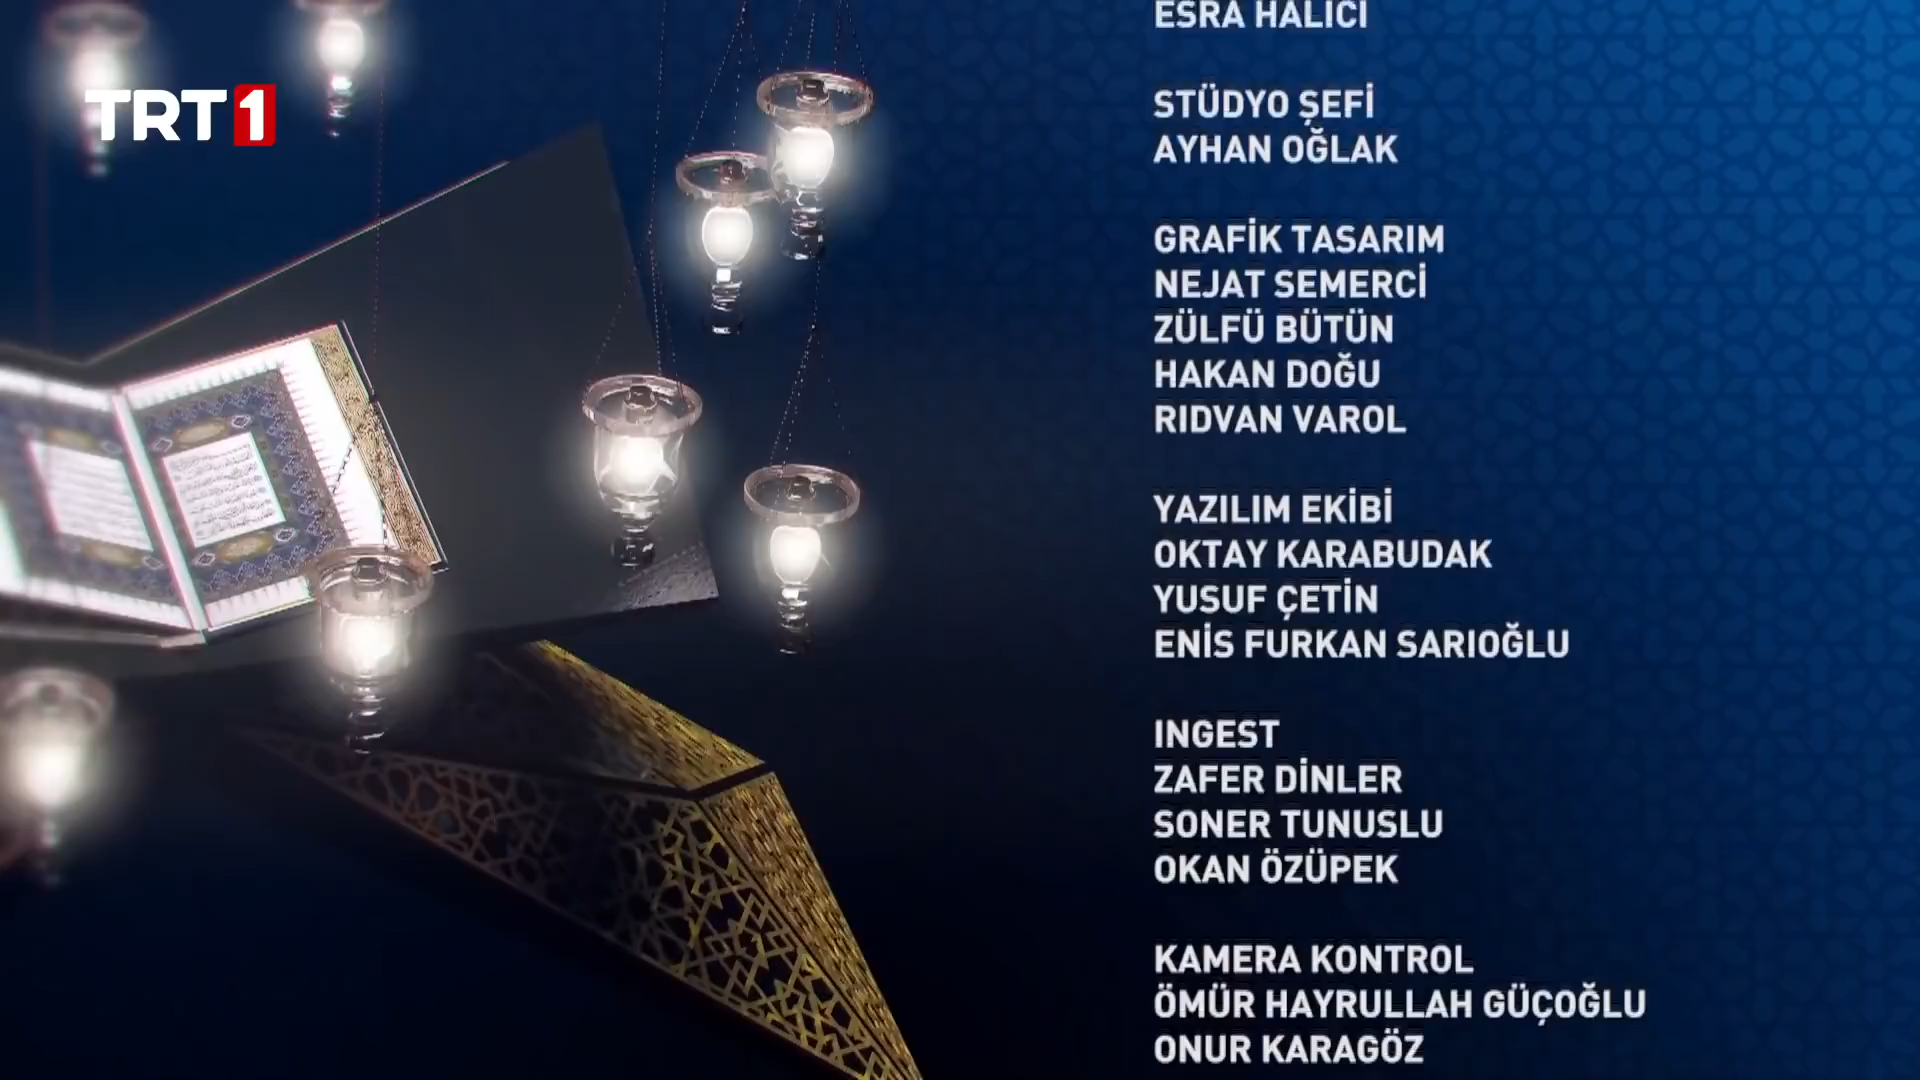 TRT 1
ESRA HALICI
STÜDYO ŞEFİ
AYHAN OĞLAK
GRAFİK TASARIM
NEJAT SEMERCİ
ZÜLFÜ BÜTÜN
HAKAN DOĞU
RIDVAN VAROL
YAZILIM EKİBİ
OKTAY KARABUDAK
YUSUF ÇETİN
ENİS FURKAN SARIOĞLU
INGEST
ZAFER DİNLER
SONER TUNUSLU
OKAN ÖZÜPEK
KAMERA KONTROL
ÖMÜR HAYRULLAH GÜÇOĞLU
ONUR KARAGÖZ